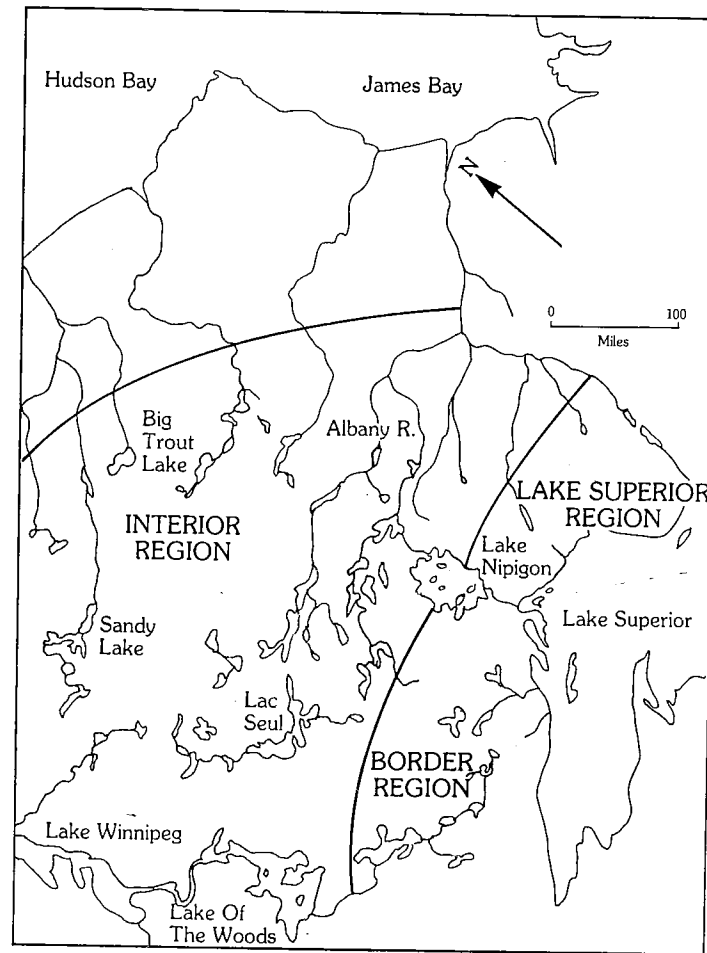 Hudson Bay
James Bay
N
0 100
Miles
Big
Trout
Lake
Albany R.
INTERIOR
REGION
LAKE SUPERIOR
REGION
Lake
Nipigon
Sandy
Lake
Lake Superior
Lac
Seul
BORDER
REGION
Lake Winnipeg
Lake Of
The Woods